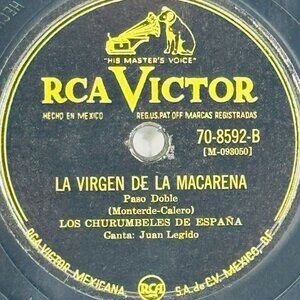 "HIS MASTER'S VOICE"
RCA VICTOR
HECHO EN MEXICO
REG.US.PAT OFF MARCAS REGISTRADAS
70-8592-B
[M-093050]
LA VIRGEN DE LA MACARENA
Paso Doble
(Monterde-Calero)
LOS CHURUMBELES DE ESPAÑA
Canta: Juan Legido
RCA VICTOR MEXICANA, S.A. de C.V. MEXICO, D.F.
RCA